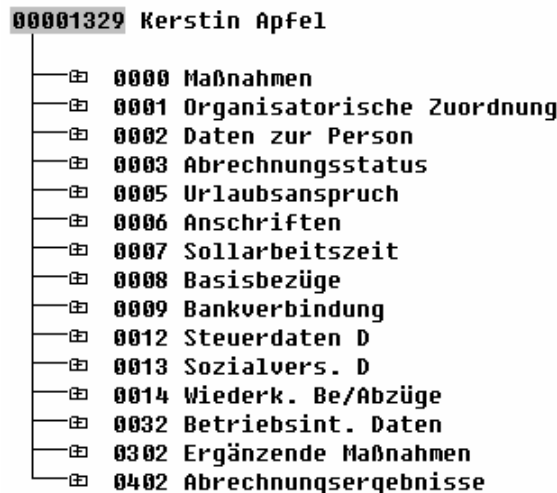 00001329 Kerstin Apfel
0000 Maßnahmen
0001 Organisatorische Zuordnung
0002 Daten zur Person
0003 Abrechnungsstatus
0005 Urlaubsanspruch
0006 Anschriften
0007 Sollarbeitszeit
0008 Basisbezüge
0009 Bankverbindung
0012 Steuerdaten D
0013 Sozialvers. D
0014 Wiederk. Be/Abzüge
0032 Betriebsint. Daten
0302 Ergänzende Maßnahmen
0402 Abrechnungsergebnisse